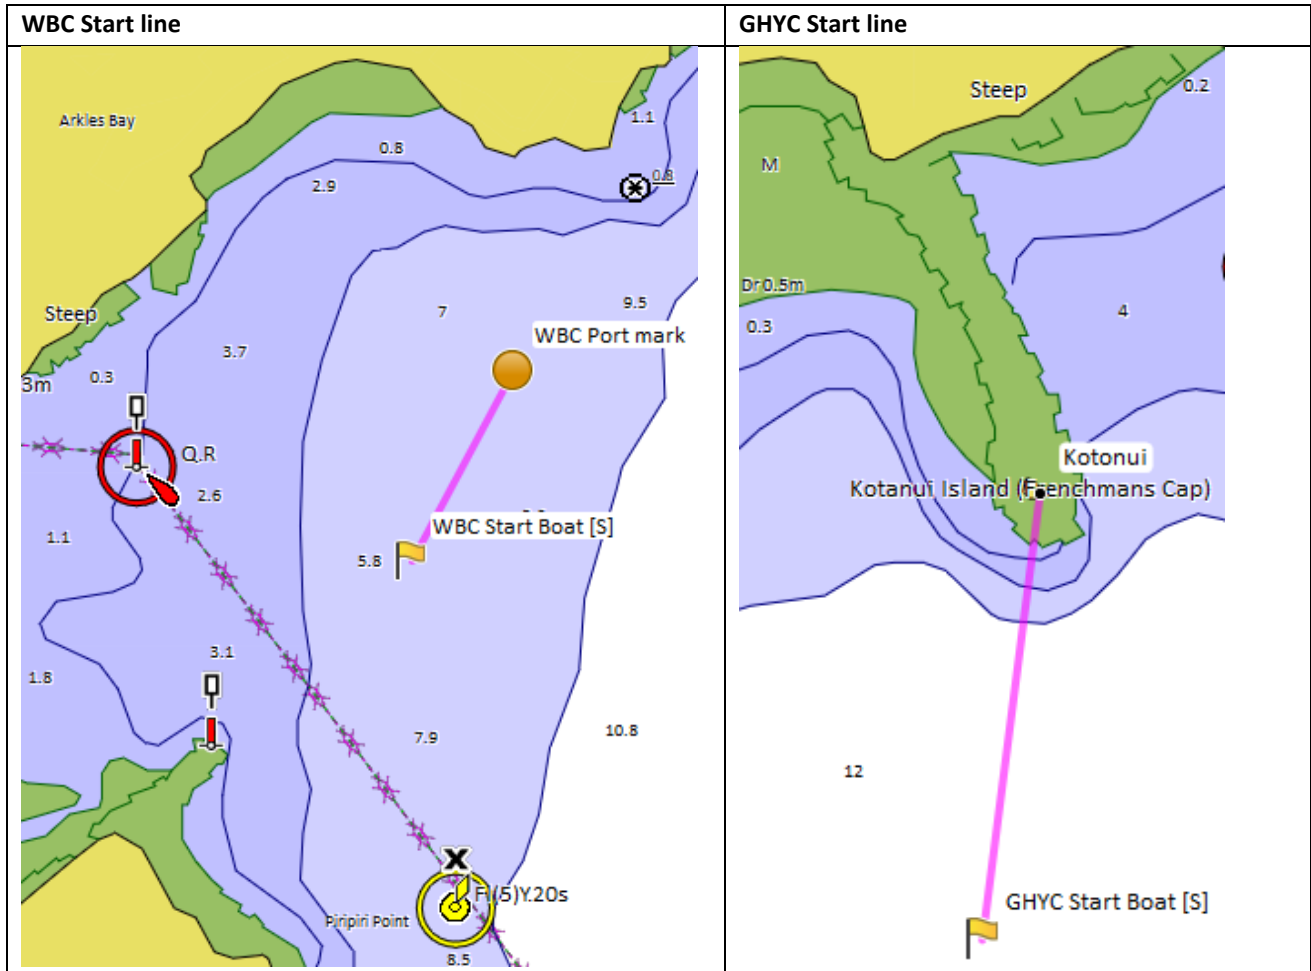 WBC Start line
Arkles Bay
1.1
0.8
0.8
2.9
Steep
7
9.5
WBC Port mark
3.7
3m
0.3
Q.R
2.6
WBC Start Boat [S]
1.1
5.8
3.1
1.8
7.9
10.8
Fl(5)Y.20s
Piripiri Point
8.5
GHYC Start line
Steep
0.2
M
Dr 0.5m
0.3
4
Kotonui
Kotanui Island (Frenchmans Cap)
12
GHYC Start Boat [S]